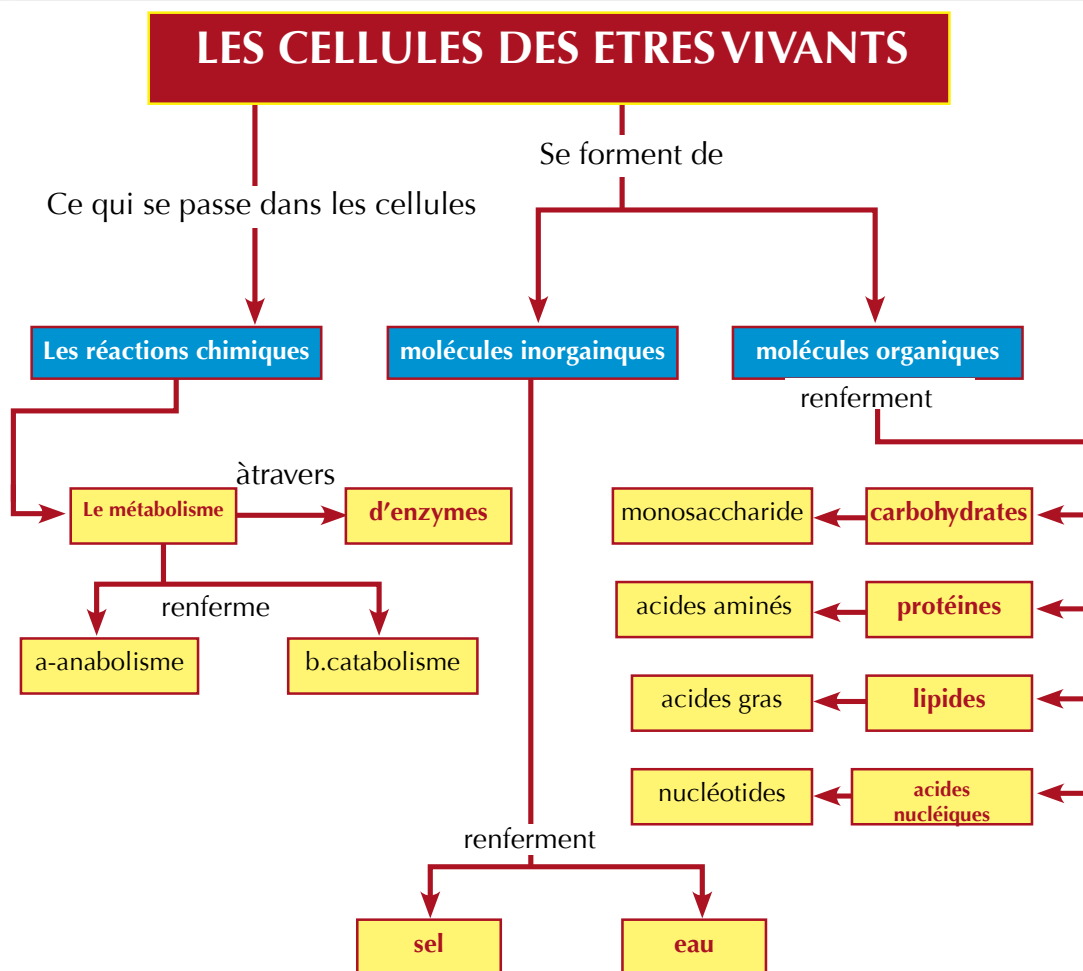 LES CELLULES DES ETRES VIVANTS
Se forment de
Ce qui se passe dans les cellules
Les réactions chimiques
molécules inorgainques
molécules organiques
renferment
àtravers
Le métabolisme
d'enzymes
monosaccharide
carbohydrates
renferme
acides aminés
protéines
a-anabolisme
b.catabolisme
acides gras
lipides
nucléotides
acides
nucléiques
renferment
sel
eau